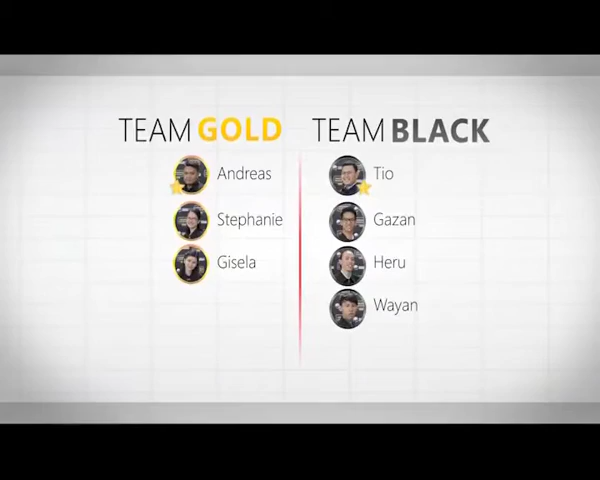 TEAM GOLD
Andreas
Stephanie
Gisela
TEAM BLACK
Tio
Gazan
Heru
Wayan